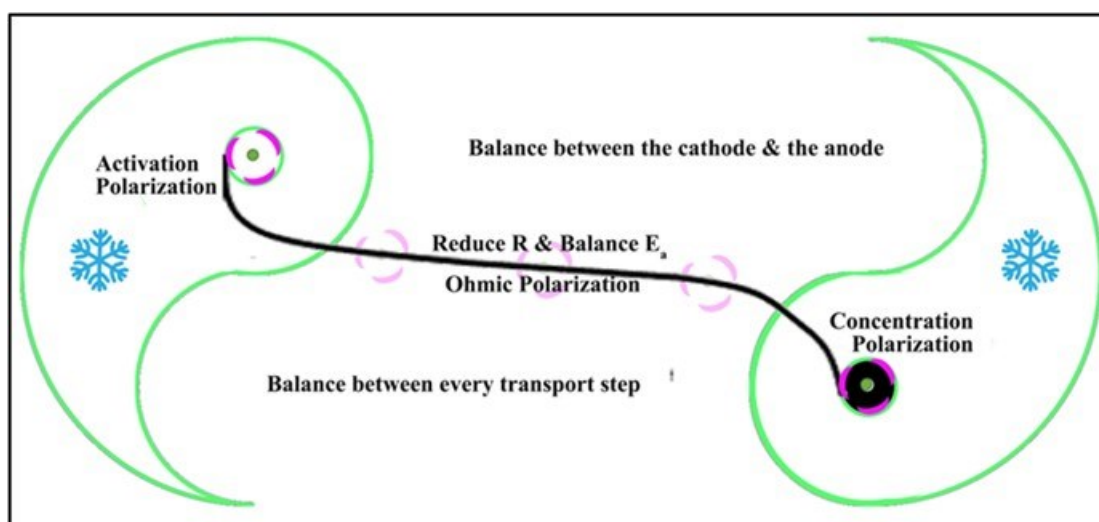 Balance between the cathode & the anode
Activation
Polarization
Reduce R & Balance Eₐ
Ohmic Polarization
Concentration
Polarization
Balance between every transport step